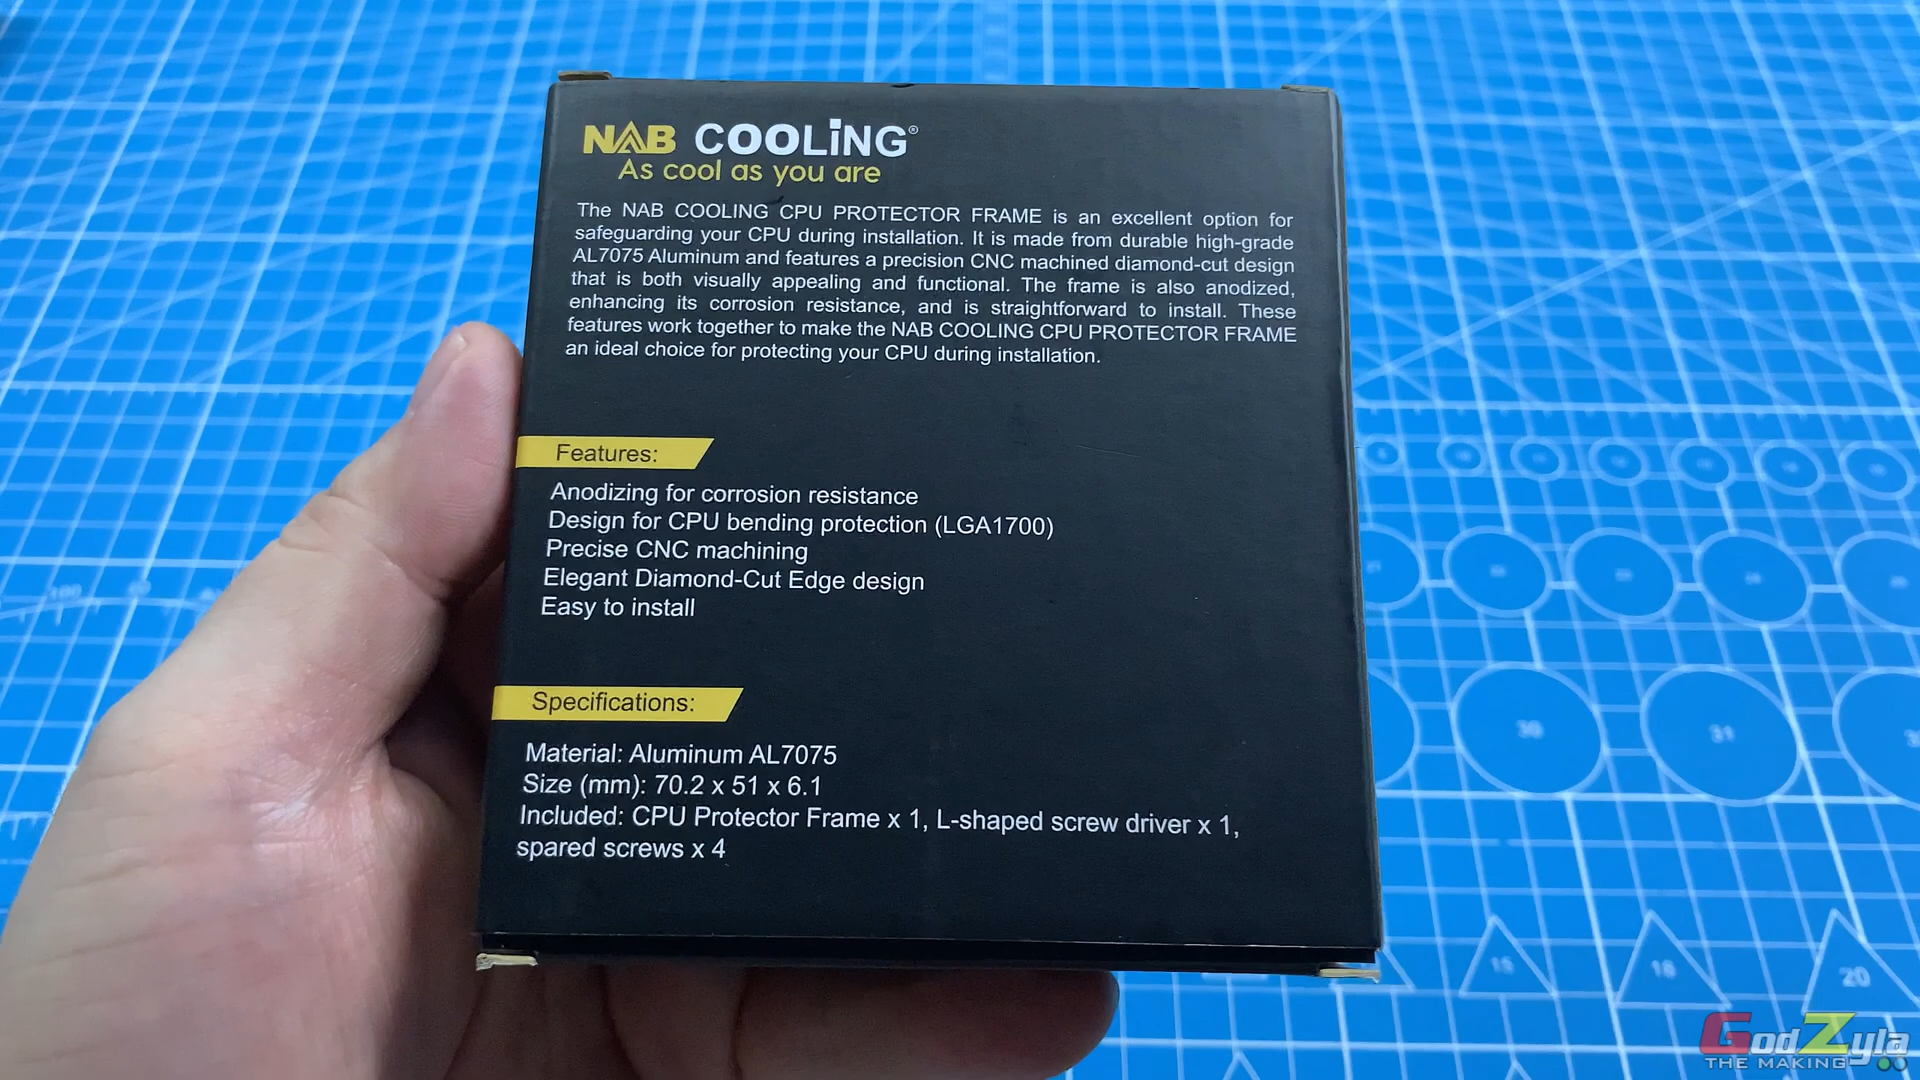 NAB COOLiNG®
As cool as you are
The NAB COOLING CPU PROTECTOR FRAME is an excellent option for
safeguarding your CPU during installation. It is made from durable high-grade
AL7075 Aluminum and features a precision CNC machined diamond-cut design
that is both visually appealing and functional. The frame is also anodized,
enhancing its corrosion resistance, and is straightforward to install. These
features work together to make the NAB COOLING CPU PROTECTOR FRAME
an ideal choice for protecting your CPU during installation.
Features:
Anodizing for corrosion resistance
Design for CPU bending protection (LGA1700)
Precise CNC machining
Elegant Diamond-Cut Edge design
Easy to install
Specifications:
Material: Aluminum AL7075
Size (mm): 70.2 x 51 x 6.1
Included: CPU Protector Frame x 1, L-shaped screw driver x 1,
spared screws x 4
30
31
15
18
20
GodZyla
THE MAKING